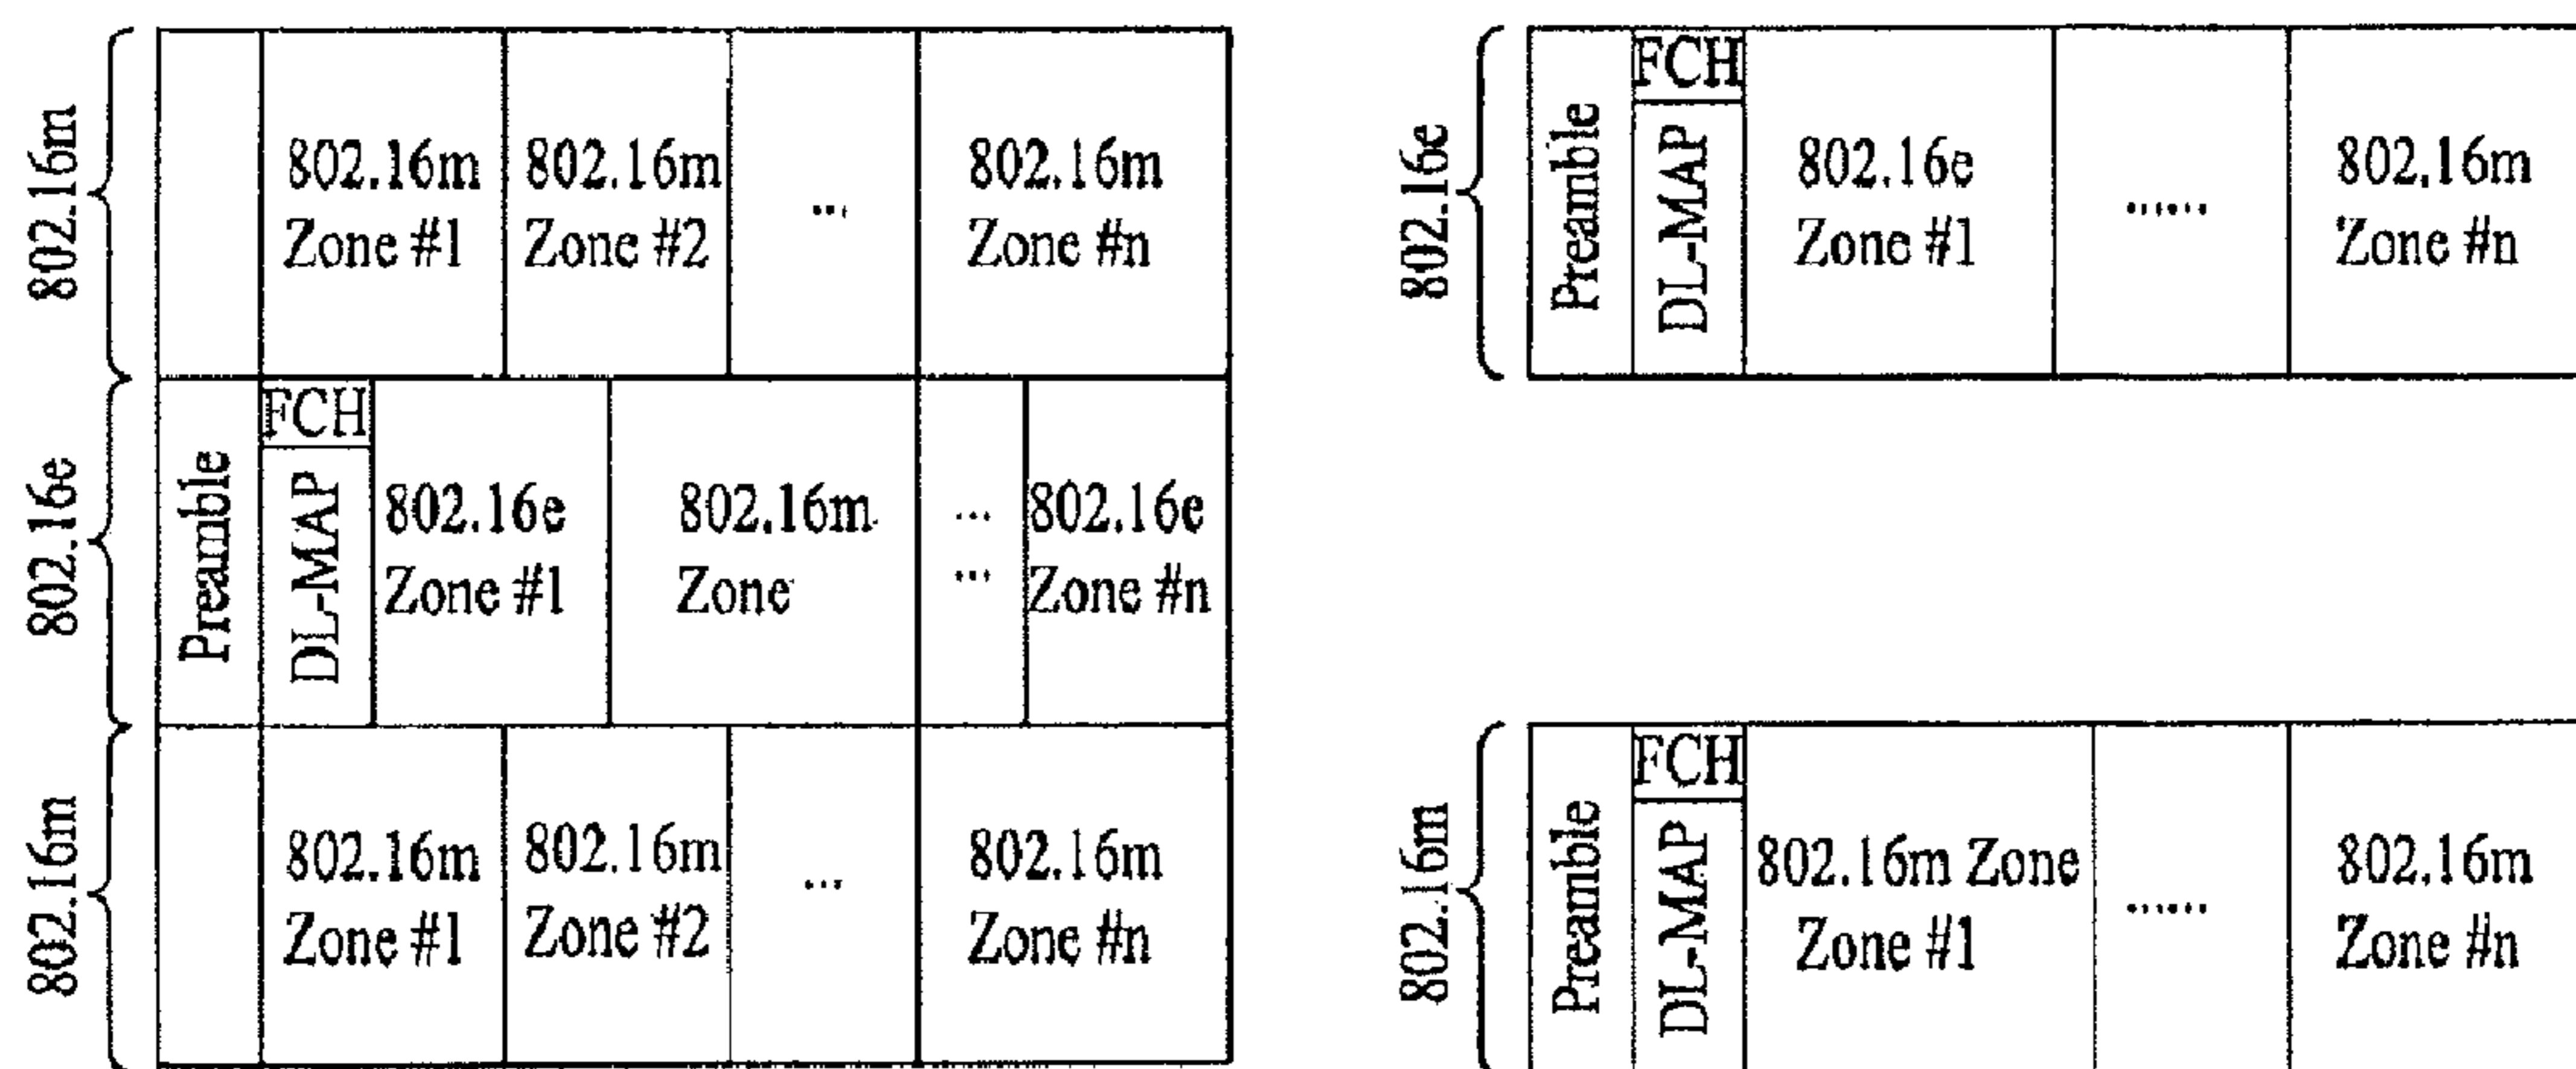 802.16m
802.16m
Zone #1
802.16m
Zone #2
...
802.16m
Zone #n
802.16e
Preamble
FCH
DL-MAP
802.16e
Zone #1
802.16m
Zone
...
...
802.16e
Zone #n
802.16m
802.16m
Zone #1
802.16m
Zone #2
...
802.16m
Zone #n
802.16e
Preamble
FCH
DL-MAP
802.16e
Zone #1
......
802.16m
Zone #n
802.16m
Preamble
FCH
DL-MAP
802.16m Zone
Zone #1
......
802.16m
Zone #n